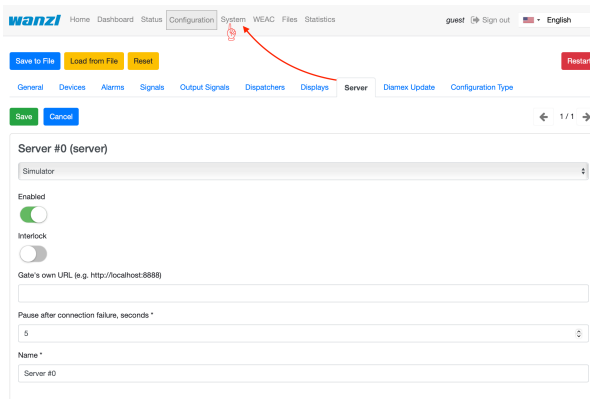 wanzl Home Dashboard Status Configuration System WEAC Files Statistics guest Sign out English
Save to File Load from File Reset Restart
General Devices Alarms Signals Output Signals Dispatchers Displays Server Diamex Update Configuration Type
Save Cancel 1 / 1
Server #0 (server)
Simulator
Enabled
Interlock
Gate's own URL (e.g. http://localhost:8888)
Pause after connection failure, seconds *
5
Name *
Server #0